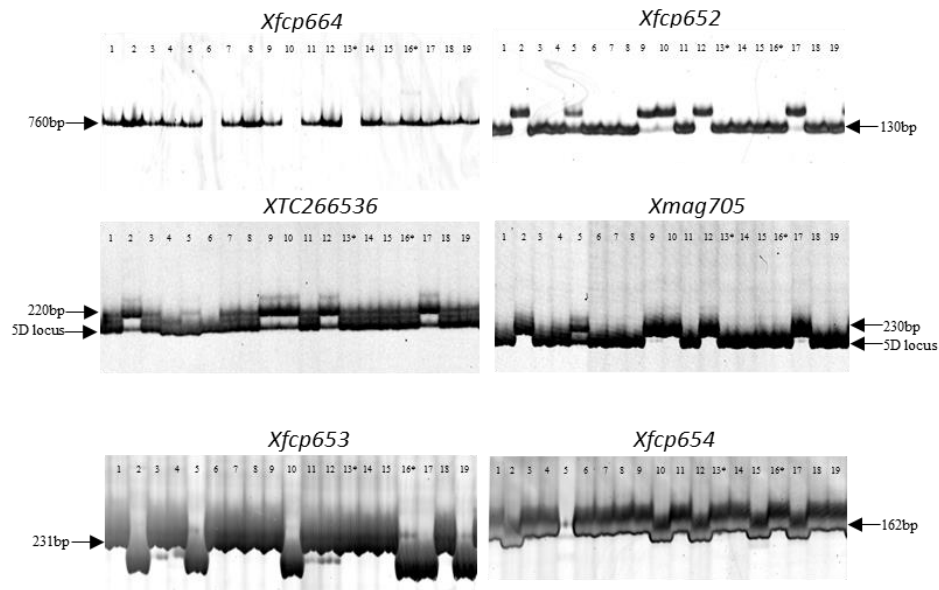 Xfcp664
1 2 3 4 5 6 7 8 9 10 11 12 13* 14 15 16* 17 18 19
760bp
Xfcp652
1 2 3 4 5 6 7 8 9 10 11 12 13* 14 15 16* 17 18 19
130bp
XTC266536
1 2 3 4 5 6 7 8 9 10 11 12 13* 14 15 16* 17 18 19
220bp
5D locus
Xmag705
1 2 3 4 5 6 7 8 9 10 11 12 13* 14 15 16* 17 18 19
230bp
5D locus
Xfcp653
1 2 3 4 5 6 7 8 9 10 11 12 13* 14 15 16* 17 18 19
231bp
Xfcp654
1 2 3 4 5 6 7 8 9 10 11 12 13* 14 15 16* 17 18 19
162bp